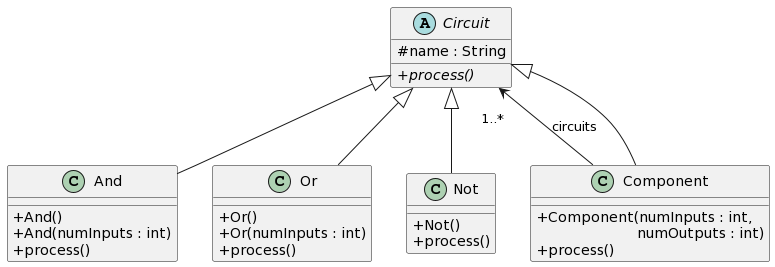 A Circuit
#name : String
+process()
1..*
circuits
C And
+And()
+And(numInputs : int)
+process()
C Or
+Or()
+Or(numInputs : int)
+process()
C Not
+Not()
+process()
C Component
+Component(numInputs : int,
numOutputs : int)
+process()